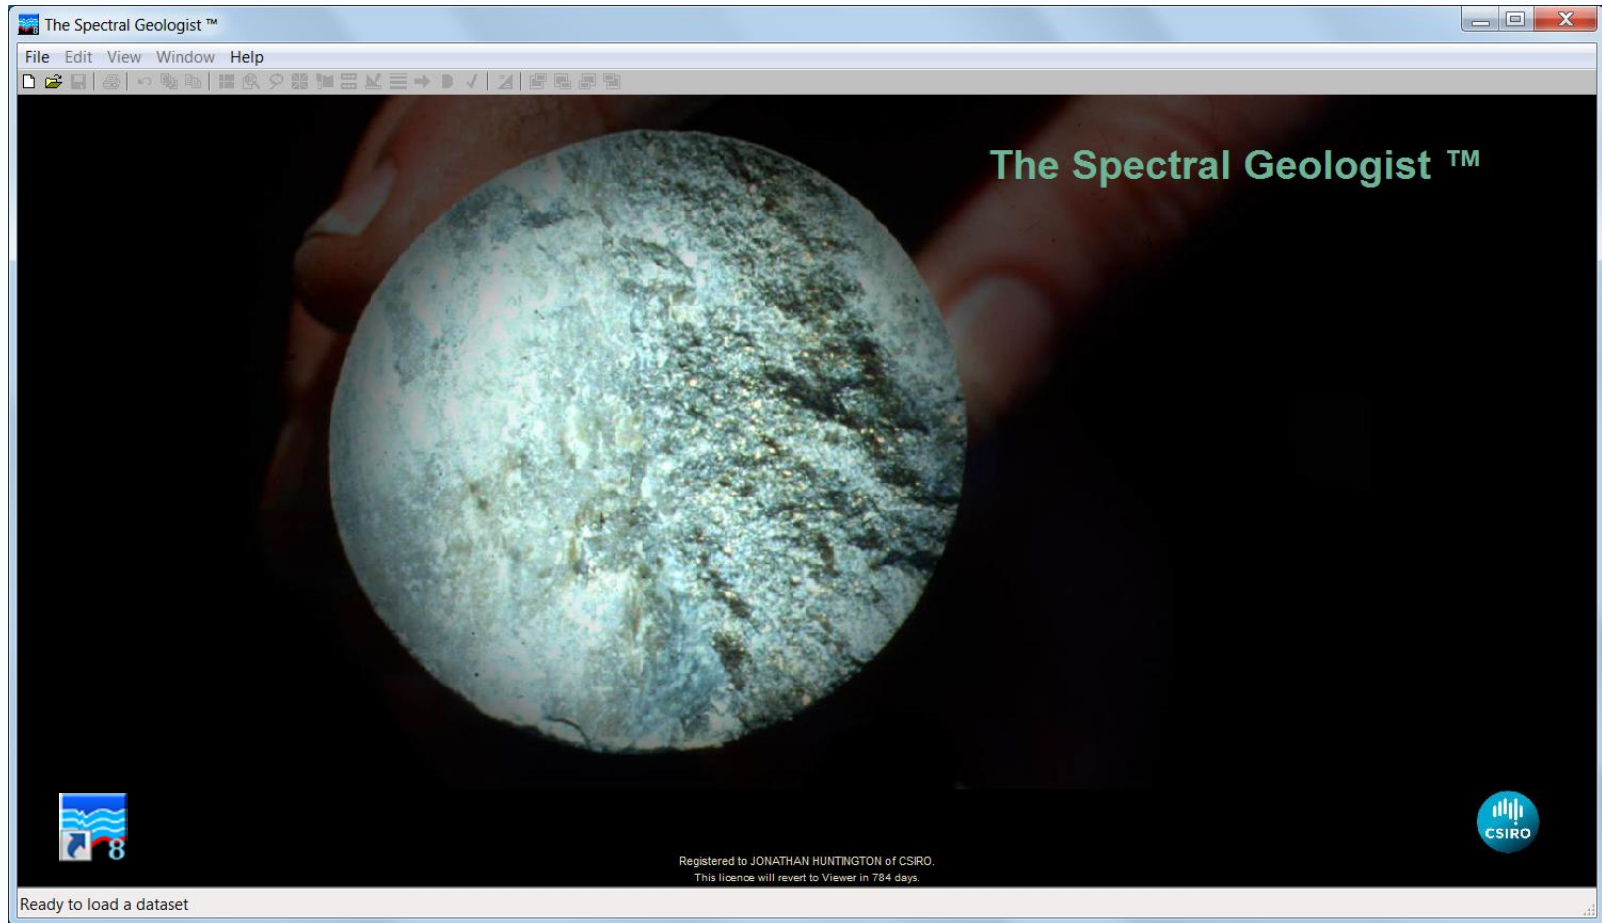 The Spectral Geologist ™
File Edit View Window Help
The Spectral Geologist ™
8
CSIRO
Registered to JONATHAN HUNTINGTON of CSIRO.
This licence will revert to Viewer in 784 days.
Ready to load a dataset